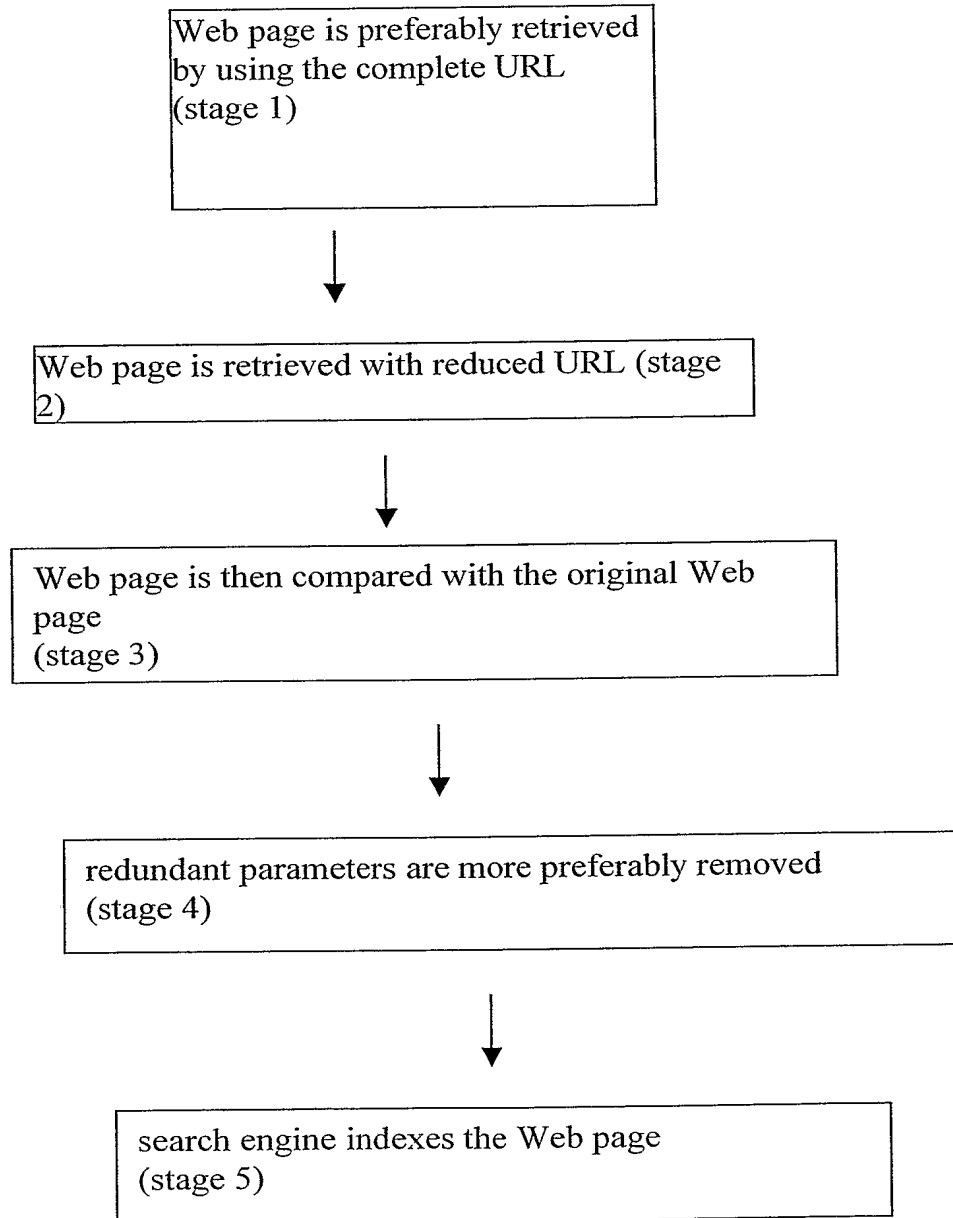 Web page is preferably retrieved
by using the complete URL
(stage 1)
Web page is retrieved with reduced URL (stage
2)
Web page is then compared with the original Web
page
(stage 3)
redundant parameters are more preferably removed
(stage 4)
search engine indexes the Web page
(stage 5)